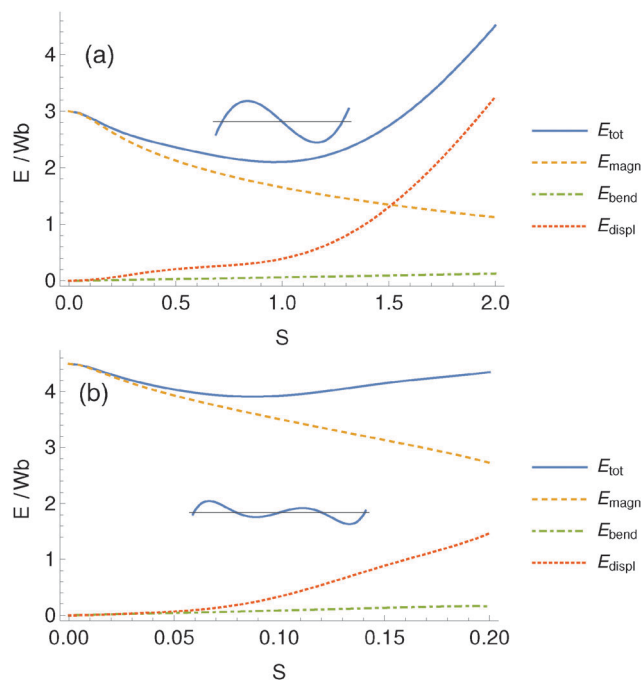 (a)
E / Wb
4
3
2
1
0
0.0 0.5 1.0 1.5 2.0
S
E_tot
E_magn
E_bend
E_displ
(b)
E / Wb
4
3
2
1
0
0.00 0.05 0.10 0.15 0.20
S
E_tot
E_magn
E_bend
E_displ